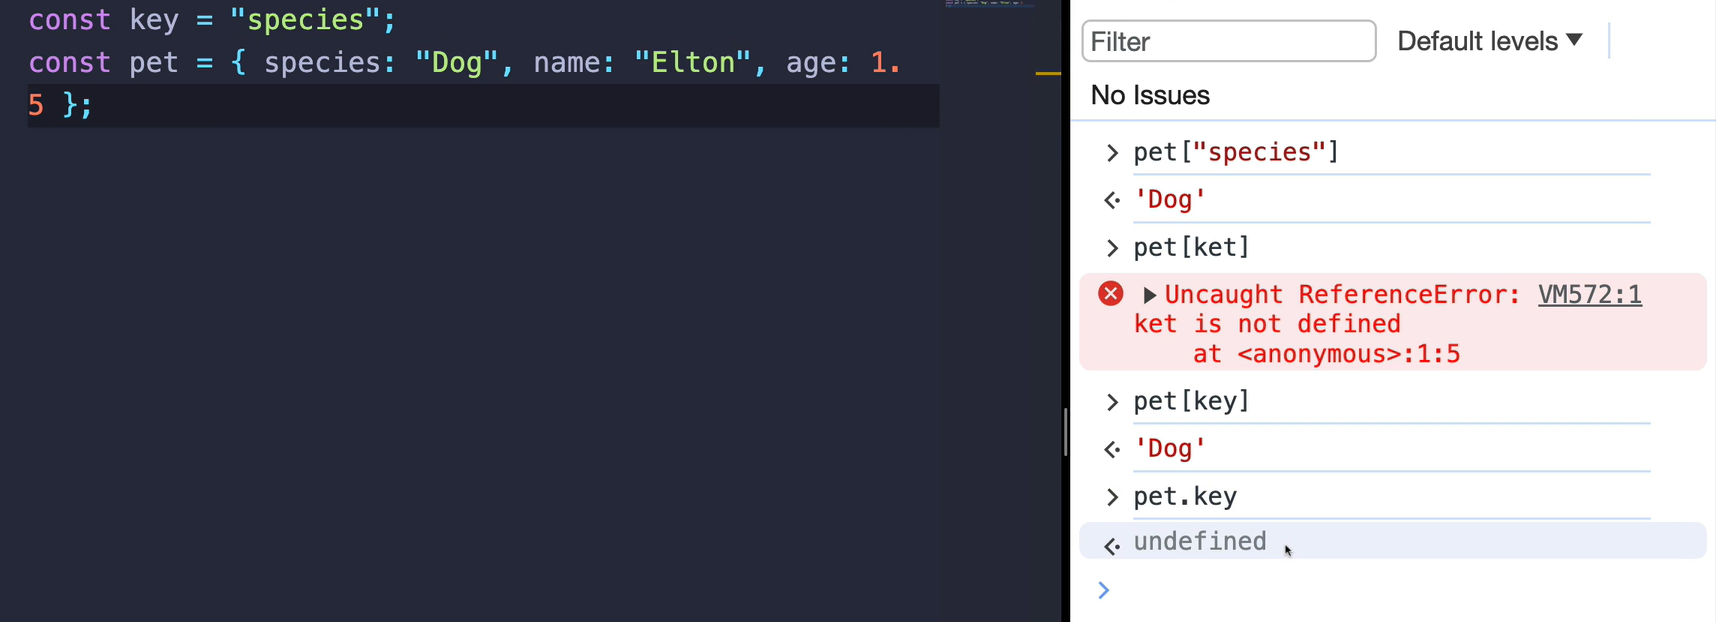 const key = "species";
const pet = { species: "Dog", name: "Elton", age: 1.
5 };
Filter
Default levels
No Issues
pet["species"]
'Dog'
pet[ket]
Uncaught ReferenceError: VM572:1
ket is not defined
at <anonymous>:1:5
pet[key]
'Dog'
pet.key
undefined